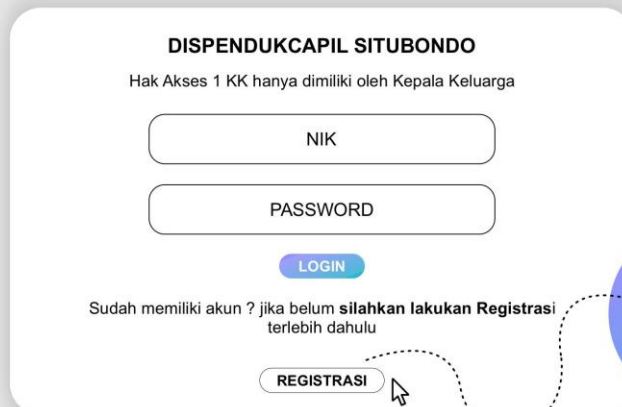 DISPENDUKCAPIL SITUBONDO
Hak Akses 1 KK hanya dimiliki oleh Kepala Keluarga
NIK
PASSWORD
LOGIN
Sudah memiliki akun ? jika belum silahkan lakukan Registrasi
terlebih dahulu
REGISTRASI